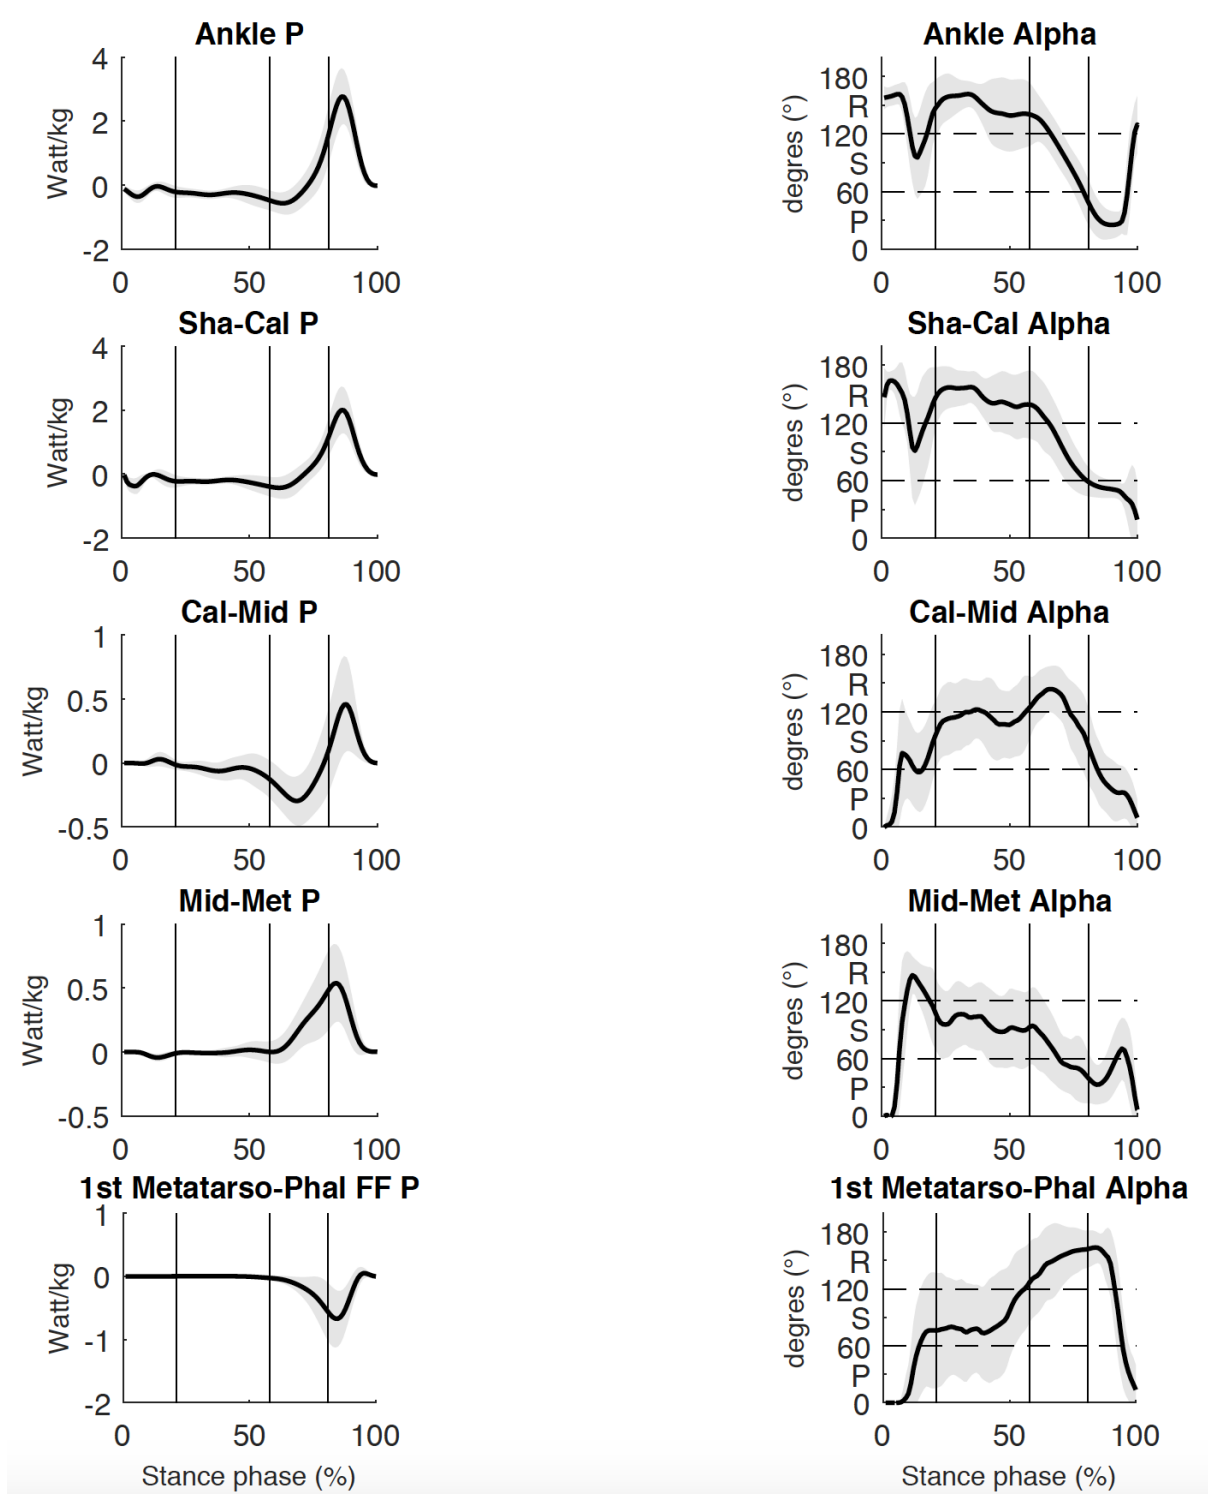 Ankle P
Watt/kg
4
2
0
-2
0 50 100
Ankle Alpha
degres (°)
180
R
120
S
60
P
0
0 50 100
Sha-Cal P
Watt/kg
4
2
0
-2
0 50 100
Sha-Cal Alpha
degres (°)
180
R
120
S
60
P
0
0 50 100
Cal-Mid P
Watt/kg
1
0.5
0
-0.5
0 50 100
Cal-Mid Alpha
degres (°)
180
R
120
S
60
P
0
0 50 100
Mid-Met P
Watt/kg
1
0.5
0
-0.5
0 50 100
Mid-Met Alpha
degres (°)
180
R
120
S
60
P
0
0 50 100
1st Metatarso-Phal FF P
Watt/kg
1
0
-1
-2
0 50 100
Stance phase (%)
1st Metatarso-Phal Alpha
degres (°)
180
R
120
S
60
P
0
0 50 100
Stance phase (%)